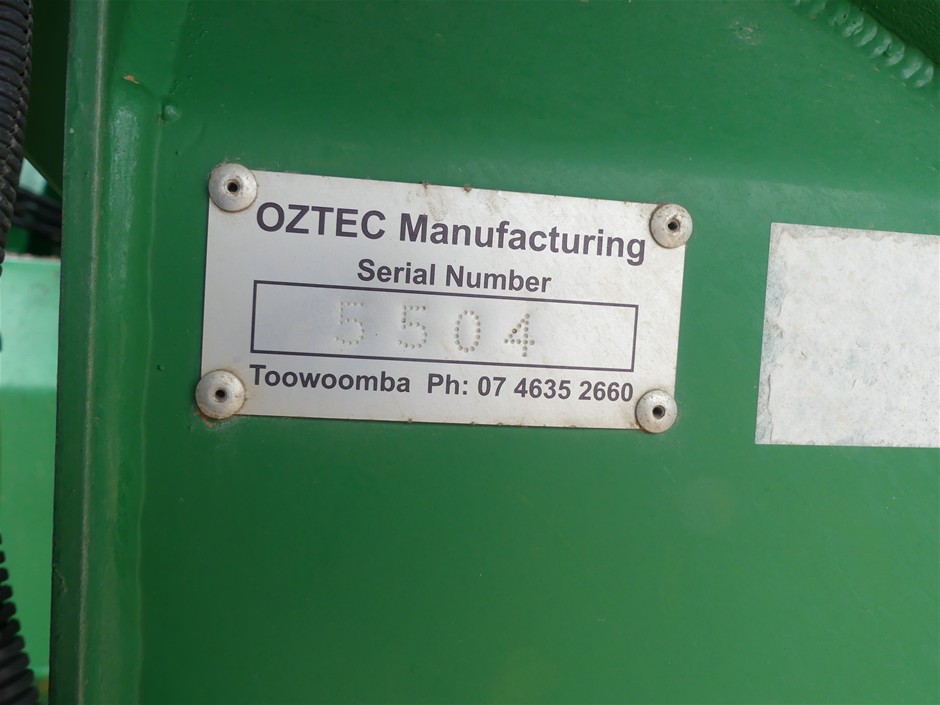 OZTEC Manufacturing
Serial Number
5504
Toowoomba Ph: 07 4635 2660